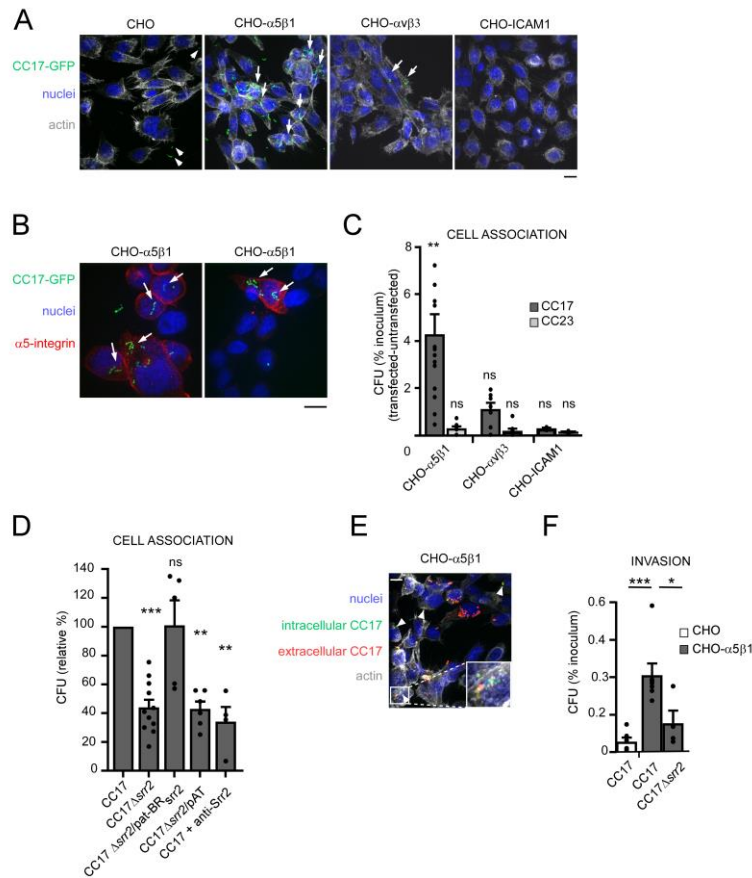 A
CHO
CHO-α5β1
CHO-αvβ3
CHO-ICAM1
CC17-GFP
nuclei
actin
B
CHO-α5β1
CHO-α5β1
CC17-GFP
nuclei
α5-integrin
C
CELL ASSOCIATION
CFU (% inoculum)
(transfected-untransfected)
8
6
4
2
0
**
ns
ns
ns
ns
ns
CC17
CC23
CHO-α5β1
CHO-αvβ3
CHO-ICAM1
D
CELL ASSOCIATION
CFU (relative %)
140
120
100
80
60
40
20
0
***
ns
**
**
CC17
CC17Δsrr2
CC17 Δsrr2/pat-BRsrr2
CC17Δsrr2/pAT
CC17 + anti-Srr2
E
CHO-α5β1
nuclei
intracellular CC17
extracellular CC17
actin
F
INVASION
CFU (% inoculum)
0.6
0.3
0.2
0
***
*
CHO
CHO-α5β1
CC17
CC17
CC17Δsrr2